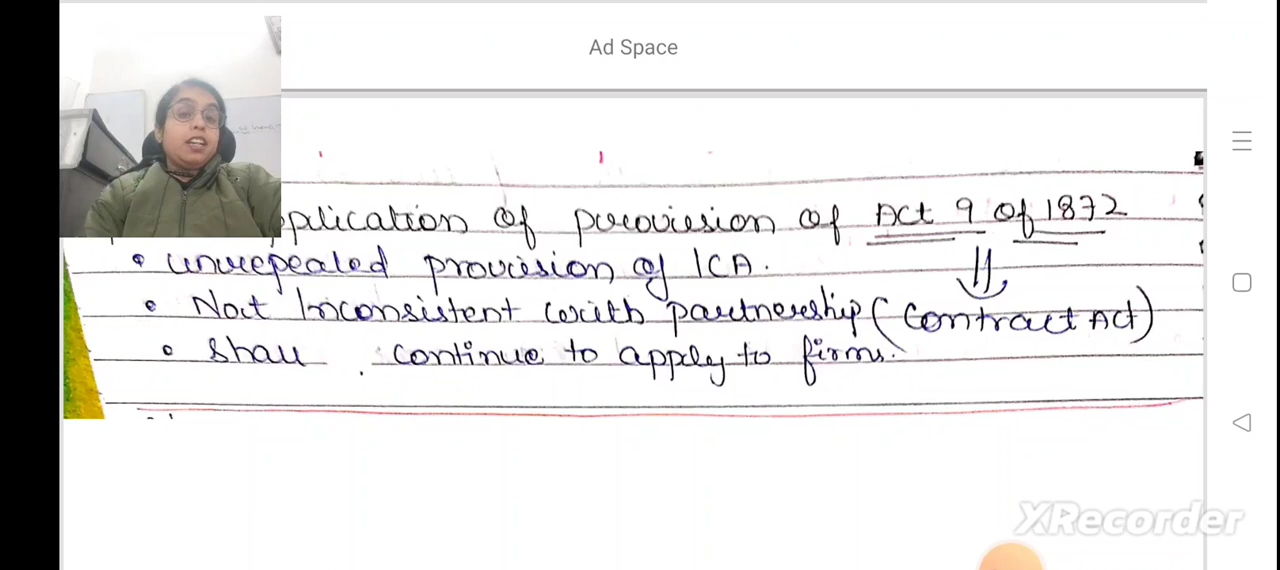 Ad Space
plication of provision of Act 9 of 1872
• unrepealed provision of ICA.
• Not Inconsistent with partnership (Contract Act)
• Shall continue to apply to firms.
XRecorder